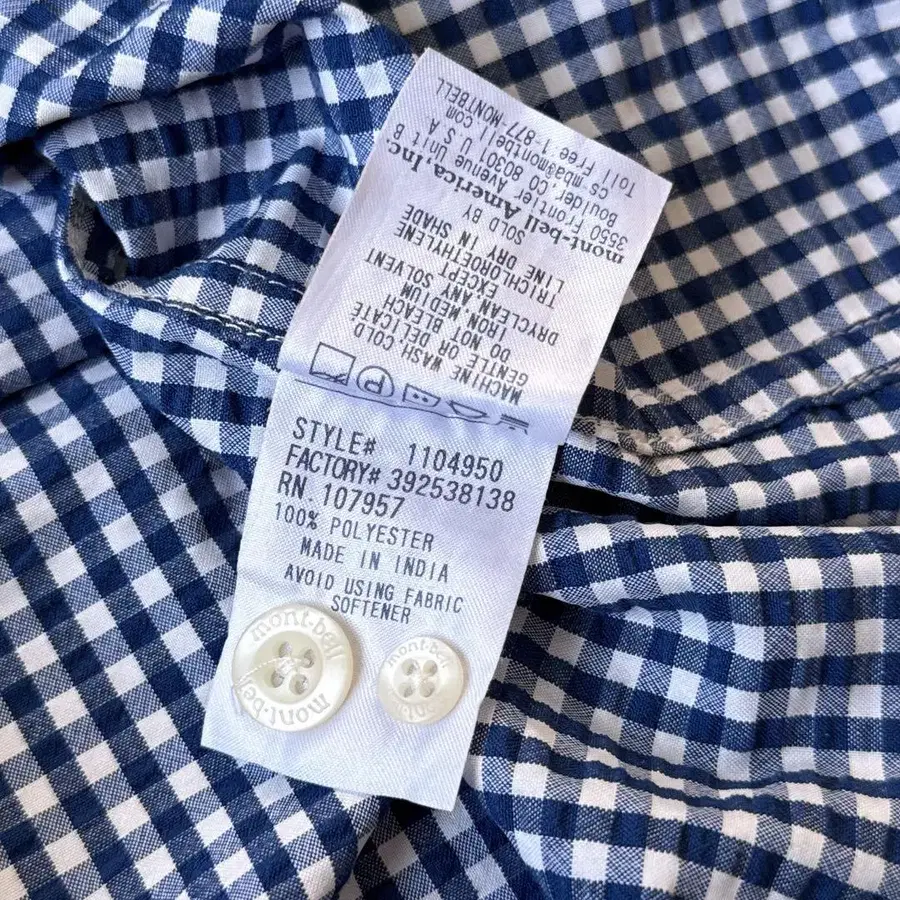 mont-bell America, Inc.
3550 Frontier Avenue Unit B
Boulder, CO 80301 U S A
cs-mba@montbell.com
Toll Free 1-877-MONTBELL
MACHINE WASH, COLD
GENTLE OR DELICATE
DO NOT BLEACH
IRON MEDIUM
DRYCLEAN, IN ANY SOLVENT
EXCEPT
TRICHLOROETHYLENE
LINE DRY IN SHADE
SOLD BY
P
STYLE# 1104950
FACTORY# 392538138
RN. 107957
100% POLYESTER
MADE IN INDIA
AVOID USING FABRIC
SOFTENER
mont-bell
mont-bell
mont-bell
mont-bell